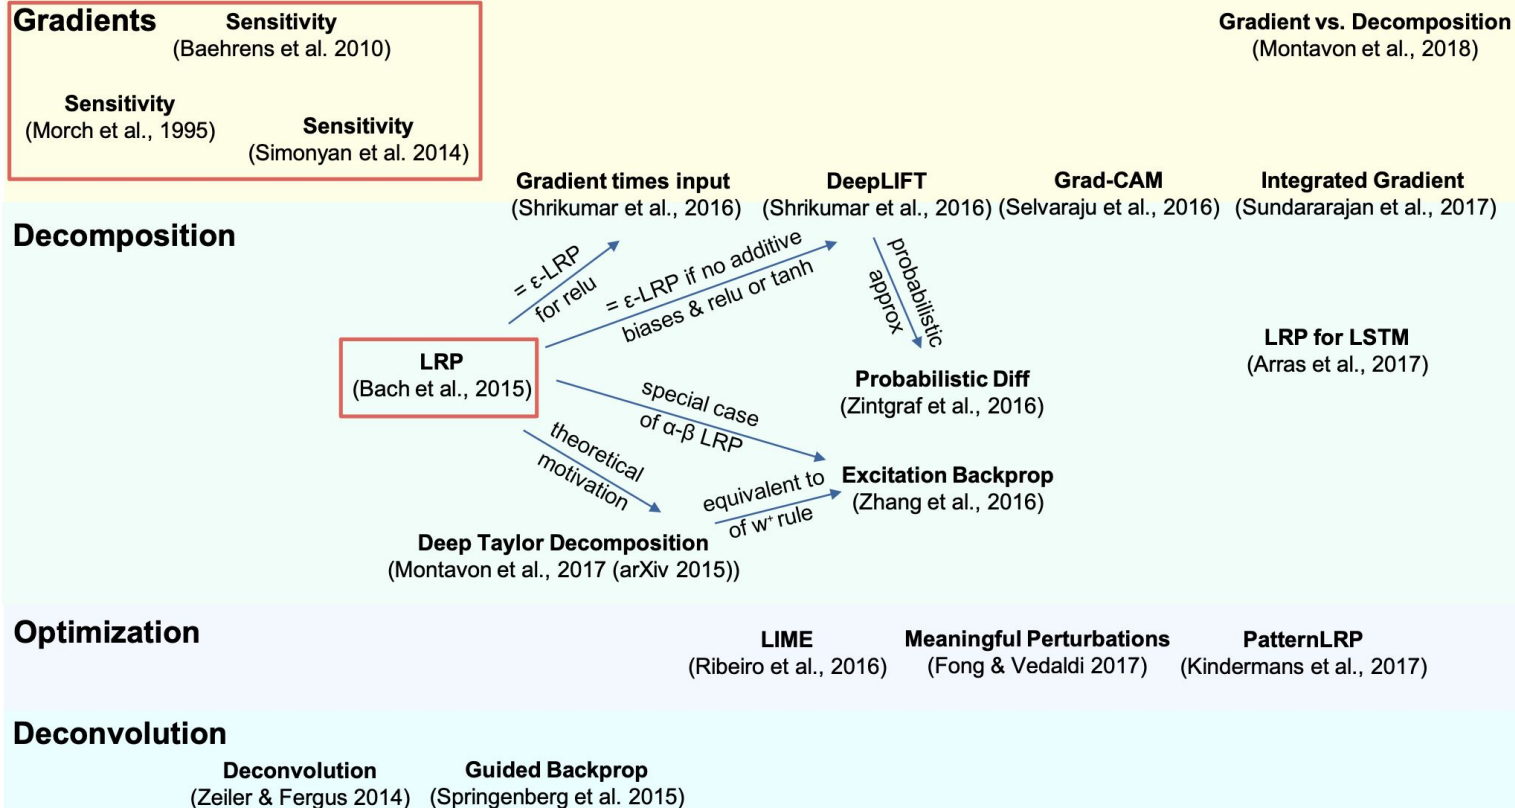 Gradients
Sensitivity
(Baehrens et al. 2010)
Gradient vs. Decomposition
(Montavon et al., 2018)
Sensitivity
(Morch et al., 1995)
Sensitivity
(Simonyan et al. 2014)
Gradient times input
(Shrikumar et al., 2016)
DeepLIFT
(Shrikumar et al., 2016)
Grad-CAM
(Selvaraju et al., 2016)
Integrated Gradient
(Sundararajan et al., 2017)
Decomposition
= ε-LRP
for relu
= ε-LRP if no additive
biases & relu or tanh
probabilistic
approx
LRP
(Bach et al., 2015)
LRP for LSTM
(Arras et al., 2017)
Probabilistic Diff
(Zintgraf et al., 2016)
special case
of α-β LRP
theoretical
motivation
Excitation Backprop
(Zhang et al., 2016)
equivalent to
of w⁺ rule
Deep Taylor Decomposition
(Montavon et al., 2017 (arXiv 2015))
Optimization
LIME
(Ribeiro et al., 2016)
Meaningful Perturbations
(Fong & Vedaldi 2017)
PatternLRP
(Kindermans et al., 2017)
Deconvolution
Deconvolution
(Zeiler & Fergus 2014)
Guided Backprop
(Springenberg et al. 2015)